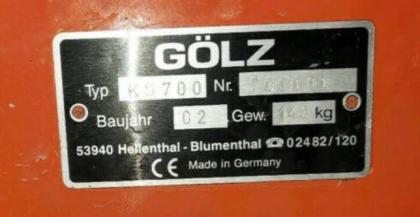 GÖLZ
Typ KS700 Nr.
Baujahr 02 Gew. kg
53940 Hellenthal - Blumenthal ☎ 02482/120
CE Made in Germany